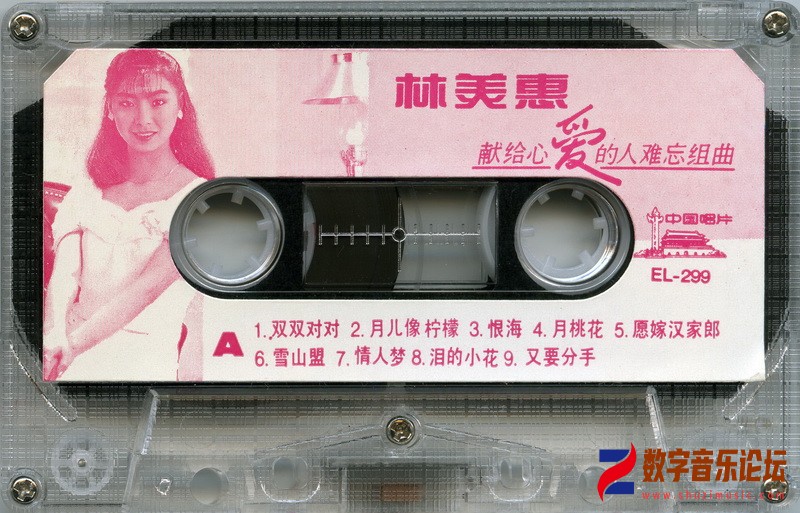 林美惠
献给心爱的人难忘组曲
中国唱片
EL-299
A
1.双双对对 2.月儿像柠檬 3.恨海 4.月桃花 5.愿嫁汉家郎
6.雪山盟 7.情人梦 8.泪的小花 9.又要分手
数字音乐论坛